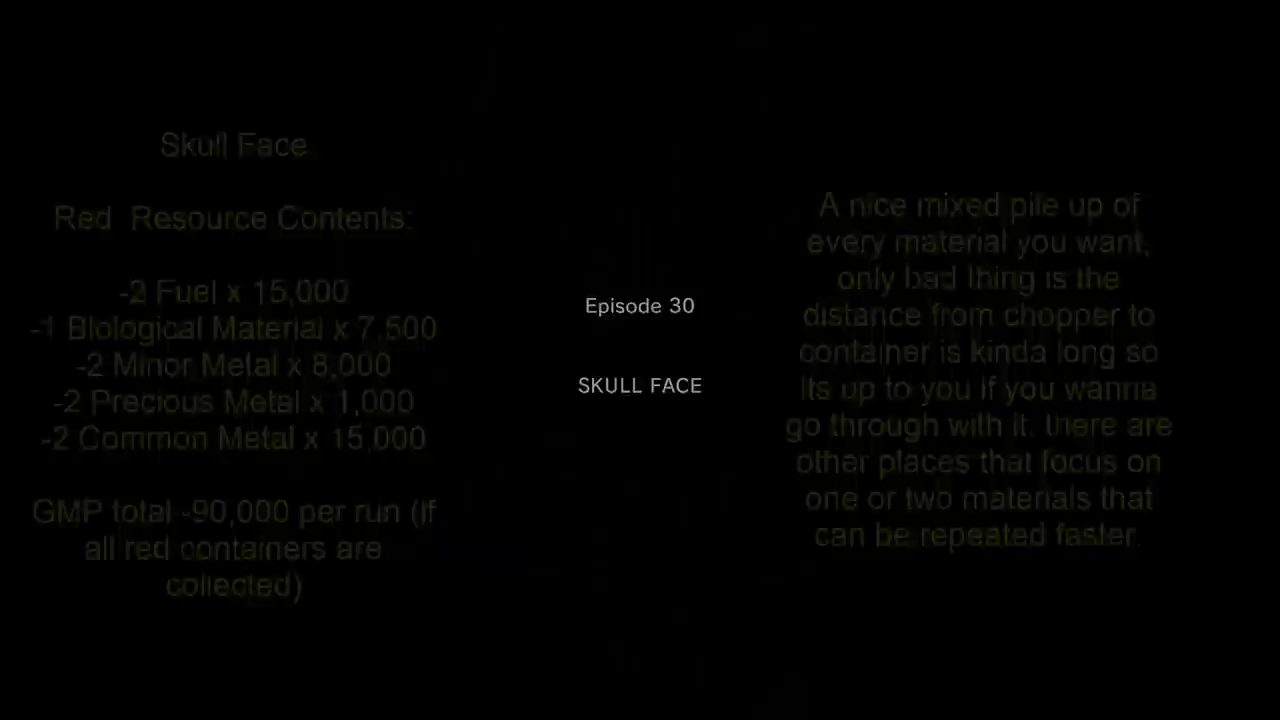 Skull Face
Red Resource Contents:
-2 Fuel x 15,000
-1 Biological Material x 7,500
-2 Minor Metal x 8,000
-2 Precious Metal x 1,000
-2 Common Metal x 15,000
GMP total -90,000 per run (If
all red containers are
collected)
Episode 30
SKULL FACE
A nice mixed pile up of
every material you want,
only bad thing is the
distance from chopper to
container is kinda long so
its up to you if you wanna
go through with it. there are
other places that focus on
one or two materials that
can be repeated faster.